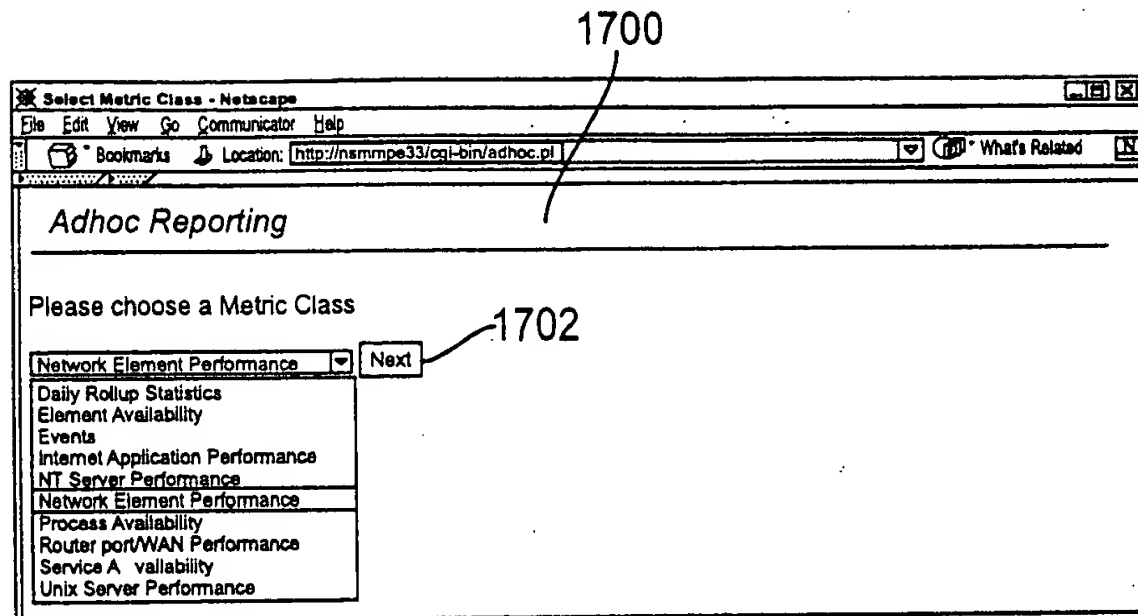 1700
Select Metric Class - Netscape
File Edit View Go Communicator Help
Bookmarks Location: http://nsmmpe33/cgi-bin/adhoc.pl What's Related N
Adhoc Reporting
Please choose a Metric Class
1702
Network Element Performance Next
Daily Rollup Statistics
Element Availability
Events
Internet Application Performance
NT Server Performance
Network Element Performance
Process Availability
Router port/WAN Performance
Service A vailability
Unix Server Performance